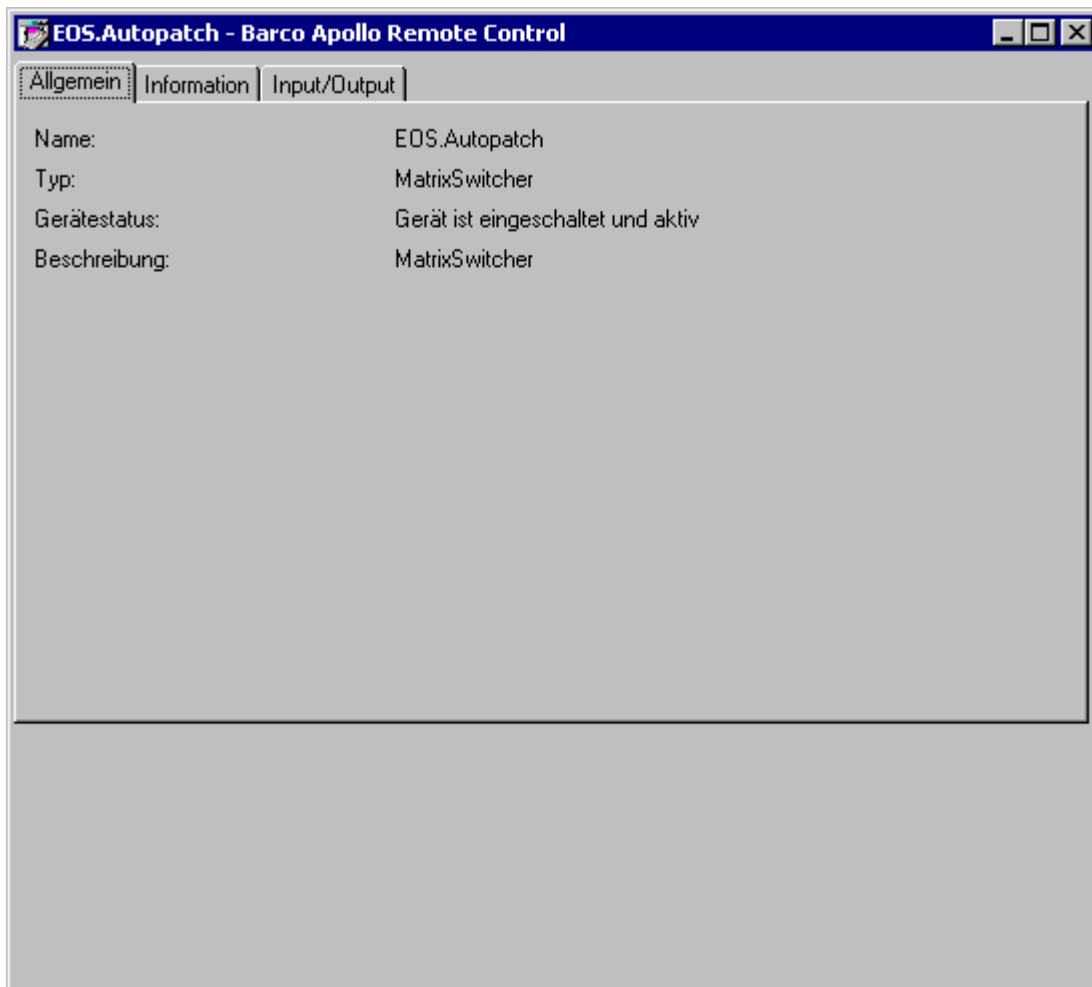 EOS.Autopatch - Barco Apollo Remote Control
Allgemein Information Input/Output
Name: EOS.Autopatch
Typ: MatrixSwitcher
Gerätestatus: Gerät ist eingeschaltet und aktiv
Beschreibung: MatrixSwitcher